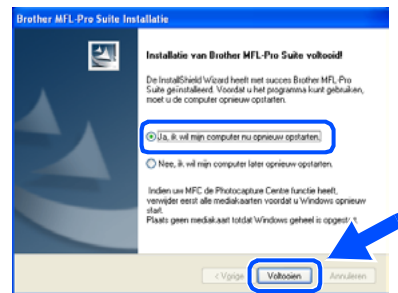 Brother MFL-Pro Suite Installatie
Installatie van Brother MFL-Pro Suite voltooid!
De InstallShield Wizard heeft met succes Brother MFL-Pro
Suite geïnstalleerd. Voordat u het programma kunt gebruiken,
moet u de computer opnieuw opstarten.
Ja, ik wil mijn computer nu opnieuw opstarten.
Nee, ik wil mijn computer later opnieuw opstarten.
Indien uw MFC de Photocapture Centre functie heeft,
verwijder eerst alle mediakaarten voordat u Windows opnieuw
start.
Plaats geen mediakaart totdat Windows geheel is opgestart.
< Vorige
Voltooien
Annuleren